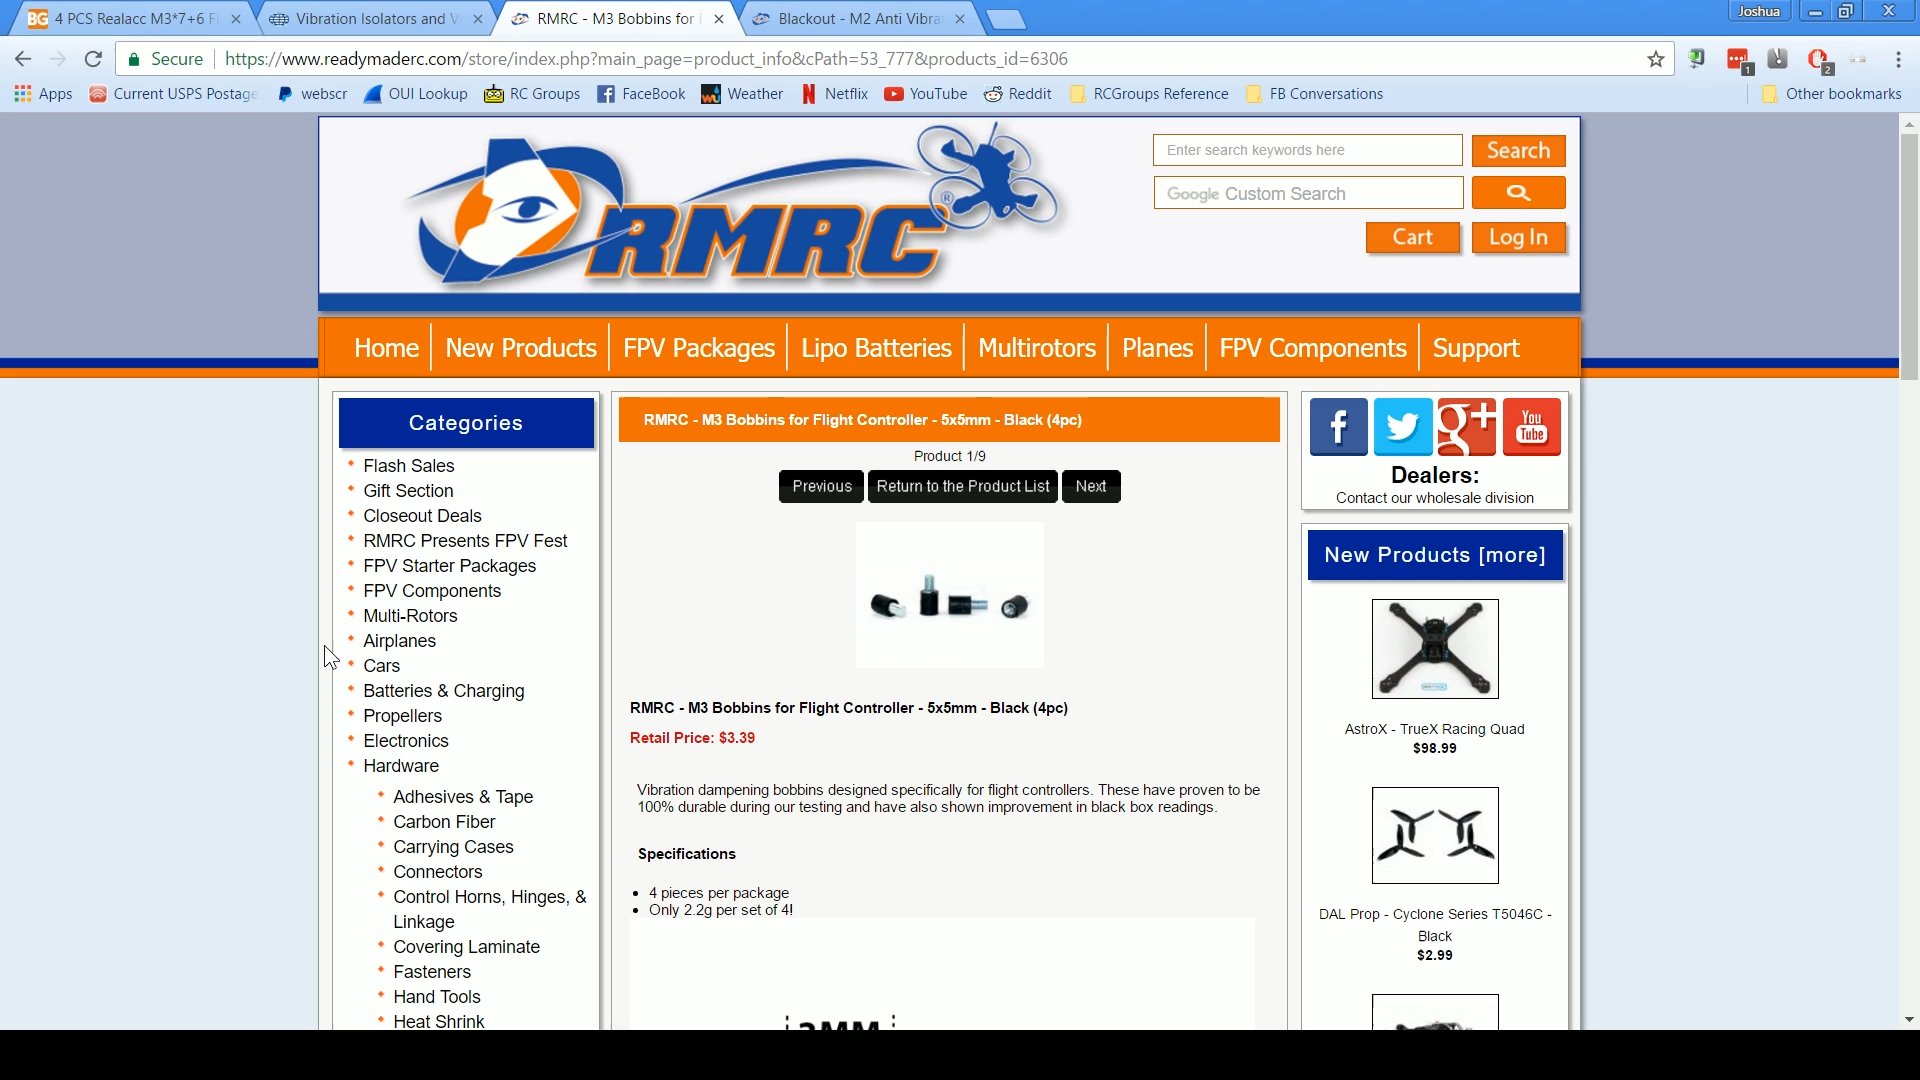 BG 4 PCS Realacc M3*7+6 F
Vibration Isolators and V
RMRC - M3 Bobbins for
Blackout - M2 Anti Vibra
Joshua
Secure
https://www.readymaderc.com/store/index.php?main_page=product_info&cPath=53_777&products_id=6306
1
2
Apps
Current USPS Postage
webscr
OUI Lookup
RC Groups
FaceBook
Weather
Netflix
YouTube
Reddit
RCGroups Reference
FB Conversations
Other bookmarks
RMRC®
Enter search keywords here
Search
Google Custom Search
Cart
Log In
Home
New Products
FPV Packages
Lipo Batteries
Multirotors
Planes
FPV Components
Support
Categories
Flash Sales
Gift Section
Closeout Deals
RMRC Presents FPV Fest
FPV Starter Packages
FPV Components
Multi-Rotors
Airplanes
Cars
Batteries & Charging
Propellers
Electronics
Hardware
Adhesives & Tape
Carbon Fiber
Carrying Cases
Connectors
Control Horns, Hinges, &
Linkage
Covering Laminate
Fasteners
Hand Tools
Heat Shrink
RMRC - M3 Bobbins for Flight Controller - 5x5mm - Black (4pc)
Product 1/9
Previous
Return to the Product List
Next
RMRC - M3 Bobbins for Flight Controller - 5x5mm - Black (4pc)
Retail Price: $3.39
Vibration dampening bobbins designed specifically for flight controllers. These have proven to be
100% durable during our testing and have also shown improvement in black box readings.
Specifications
4 pieces per package
Only 2.2g per set of 4!
f
g+
You
Tube
Dealers:
Contact our wholesale division
New Products [more]
AstroX - TrueX Racing Quad
$98.99
DAL Prop - Cyclone Series T5046C -
Black
$2.99